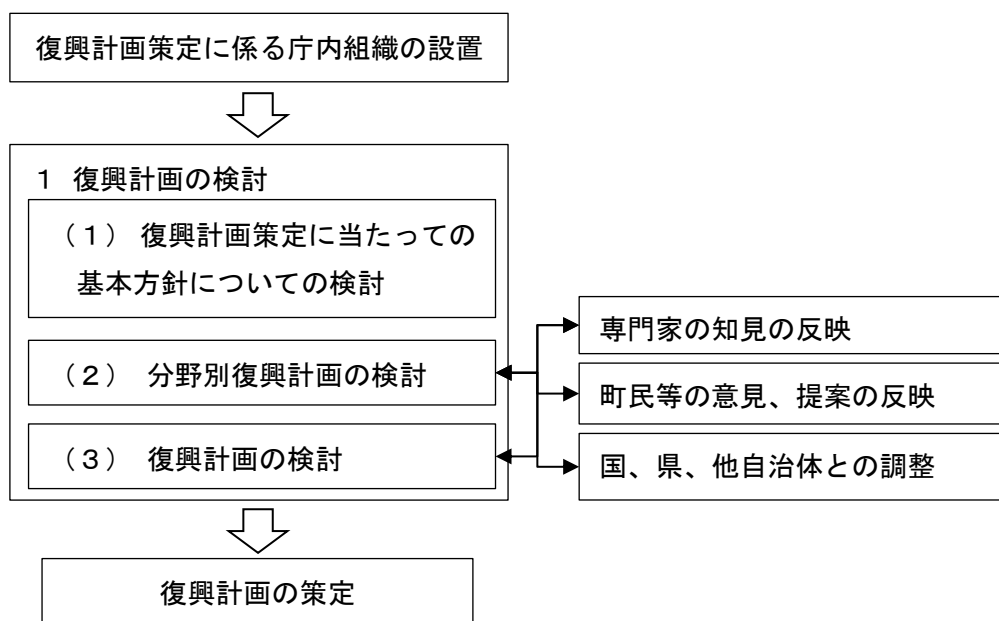 復興計画策定に係る庁内組織の設置
１ 復興計画の検討
（１） 復興計画策定に当たっての
基本方針についての検討
（２） 分野別復興計画の検討
（３） 復興計画の検討
専門家の知見の反映
町民等の意見、提案の反映
国、県、他自治体との調整
復興計画の策定